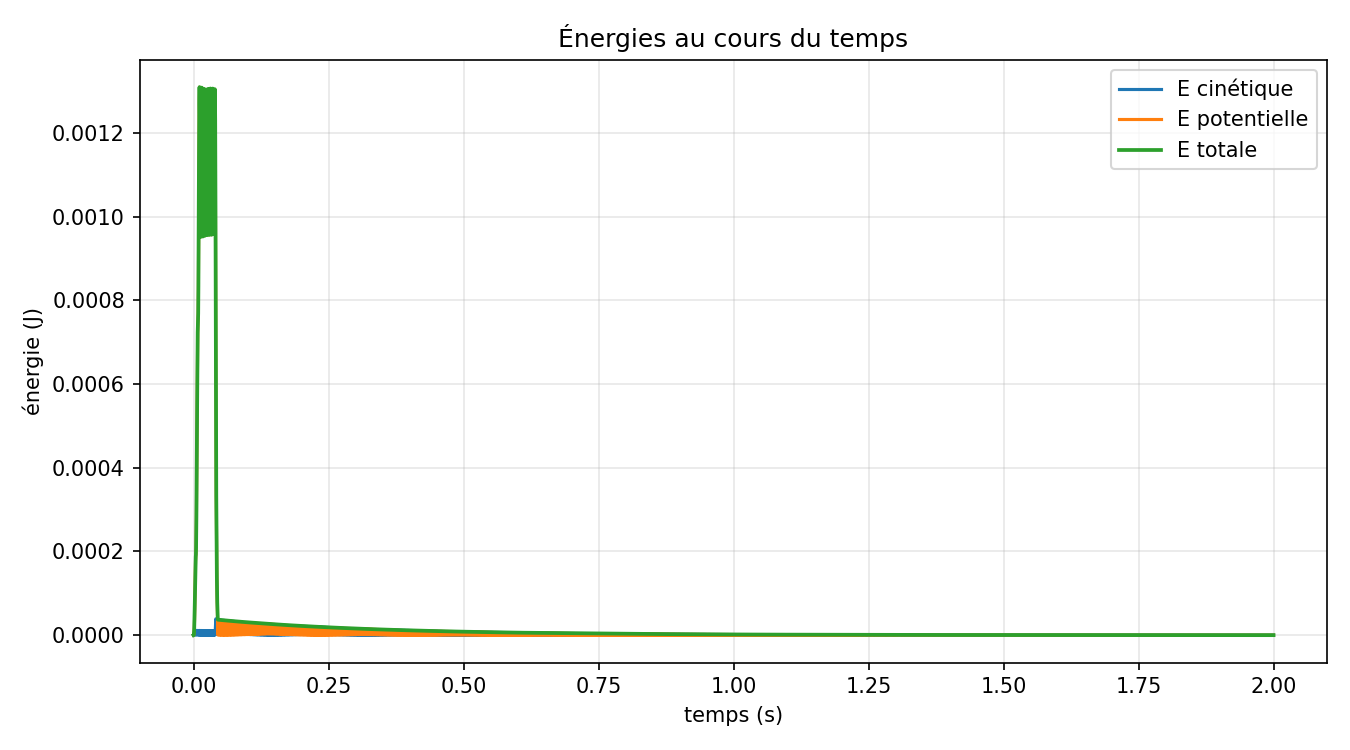 Énergies au cours du temps
E cinétique
E potentielle
E totale
énergie (J)
0.0012
0.0010
0.0008
0.0006
0.0004
0.0002
0.0000
0.00 0.25 0.50 0.75 1.00 1.25 1.50 1.75 2.00
temps (s)